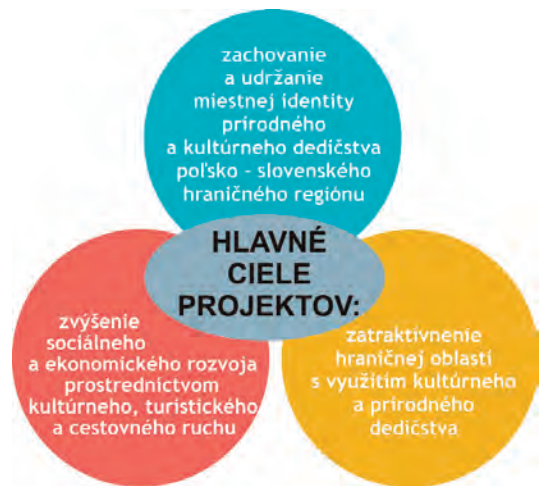 zachovanie
a udržanie
miestnej identity
prírodného
a kultúrneho dedičstva
poľsko - slovenského
hraničného regiónu
HLAVNÉ
CIELE
PROJEKTOV:
zvýšenie
sociálneho
a ekonomického rozvoja
prostredníctvom
kultúrneho, turistického
a cestovného ruchu
zatraktívnenie
hraničnej oblasti
s využitím kultúrneho
a prírodného
dedičstva